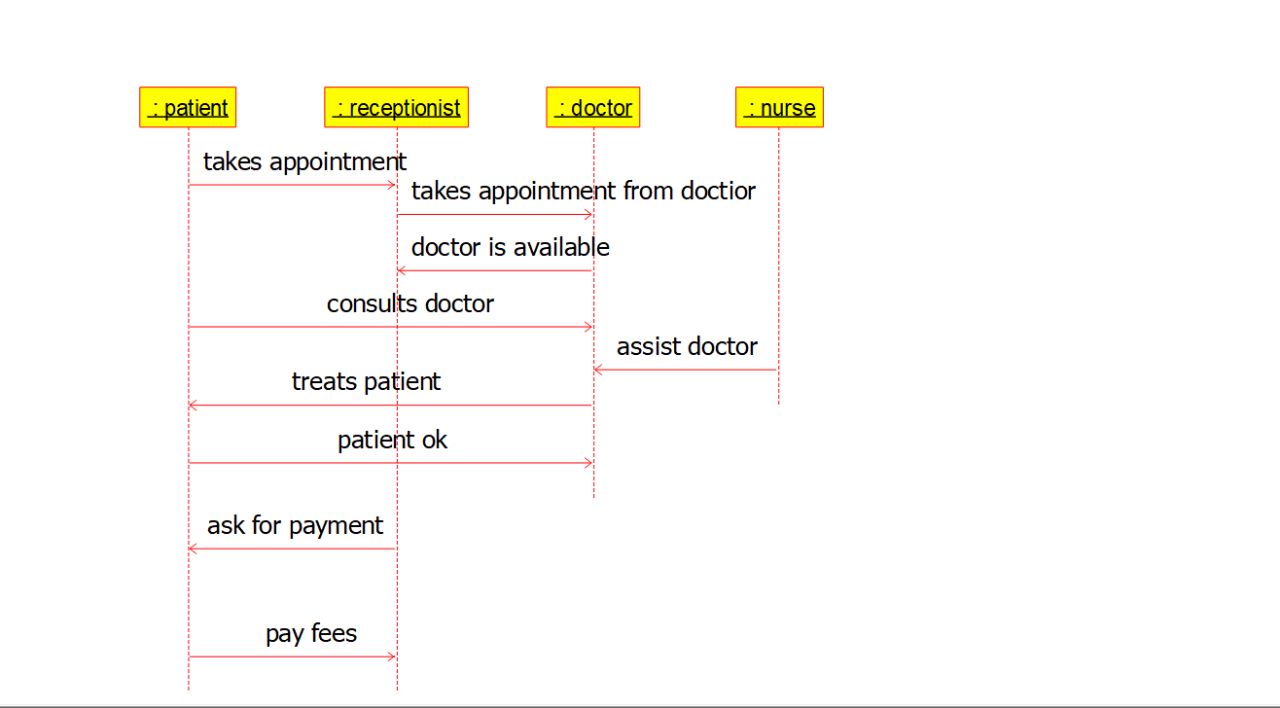 : patient
: receptionist
: doctor
: nurse
takes appointment
takes appointment from doctior
doctor is available
consults doctor
assist doctor
treats patient
patient ok
ask for payment
pay fees